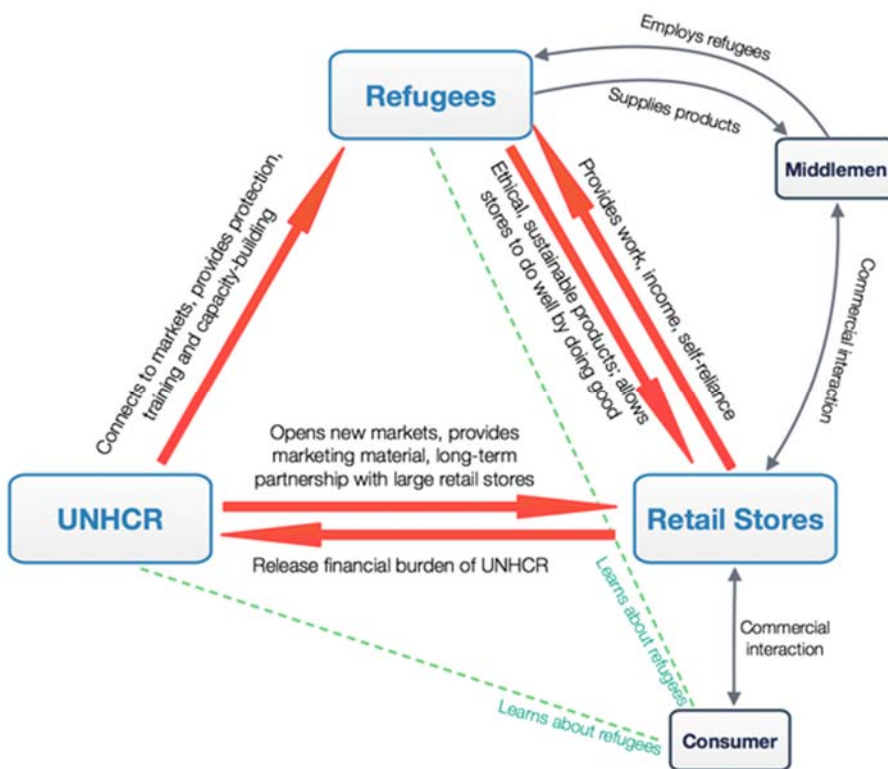 Employs refugees
Refugees
Supplies products
Middlemen
Connects to markets, provides protection,
training and capacity-building
Ethical, sustainable products; allows
stores to do well by doing good
Provides work, income, self-reliance
Commercial
interaction
Opens new markets, provides
marketing material, long-term
partnership with large retail stores
UNHCR
Retail Stores
Release financial burden of UNHCR
Learns about refugees
Commercial
interaction
Learns about refugees
Consumer